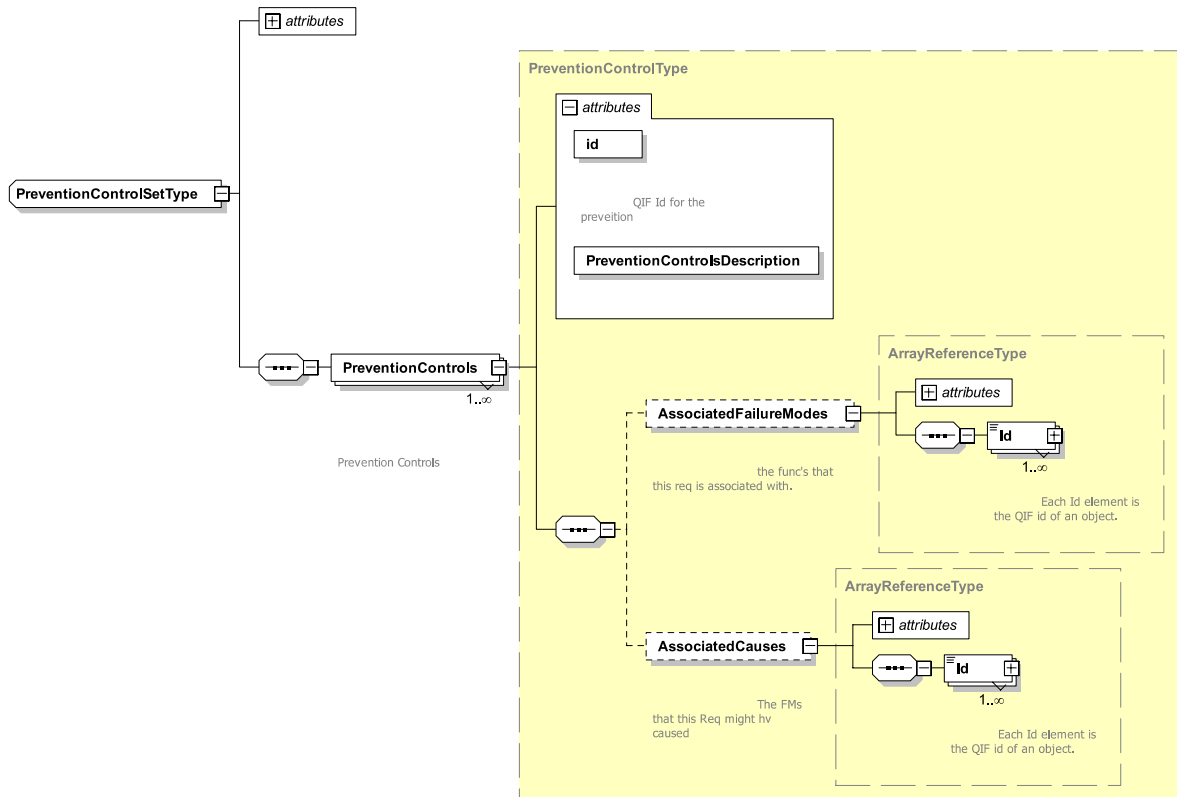 attributes
PreventionControlType
attributes
id
PreventionControlSetType
QIF Id for the
preveition
PreventionControlsDescription
ArrayReferenceType
PreventionControls
1..∞
attributes
AssociatedFailureModes
Id
1..∞
Prevention Controls
the func's that
this req is associated with.
Each Id element is
the QIF id of an object.
ArrayReferenceType
attributes
AssociatedCauses
Id
1..∞
The FMs
that this Req might hv
caused
Each Id element is
the QIF id of an object.